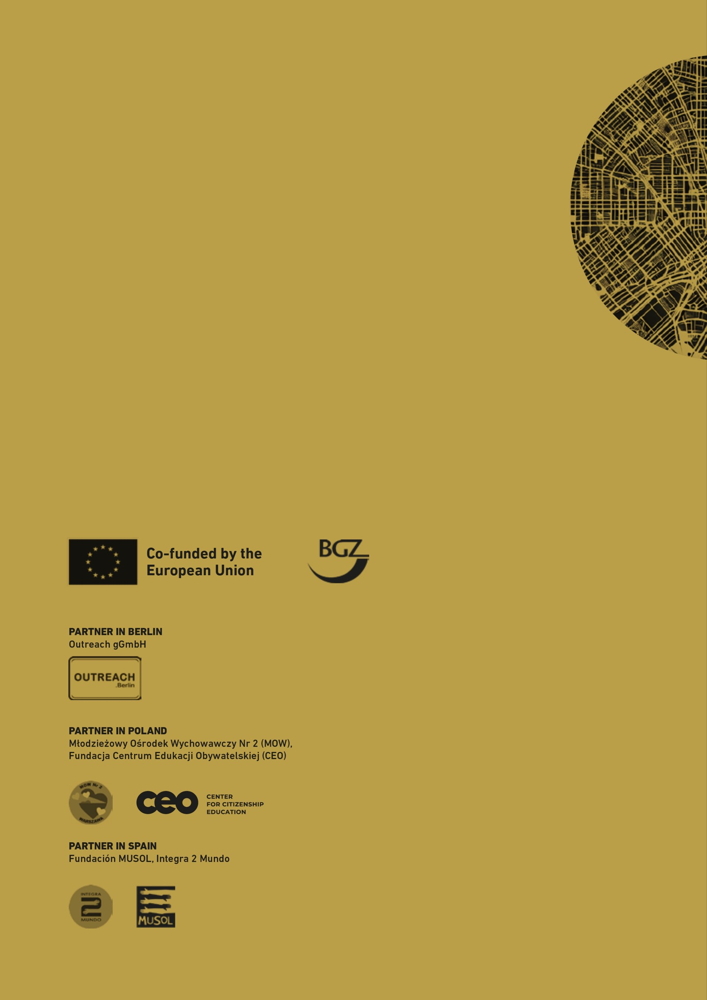 Co-funded by the
European Union
BGZ
PARTNER IN BERLIN
Outreach gGmbH
OUTREACH
.Berlin
PARTNER IN POLAND
Młodzieżowy Ośrodek Wychowawczy Nr 2 (MOW),
Fundacja Centrum Edukacji Obywatelskiej (CEO)
MOW Nr 2
WARSZAWA
ceo
CENTER
FOR CITIZENSHIP
EDUCATION
PARTNER IN SPAIN
Fundación MUSOL, Integra 2 Mundo
INTEGRA
2
MUNDO
MUSOL